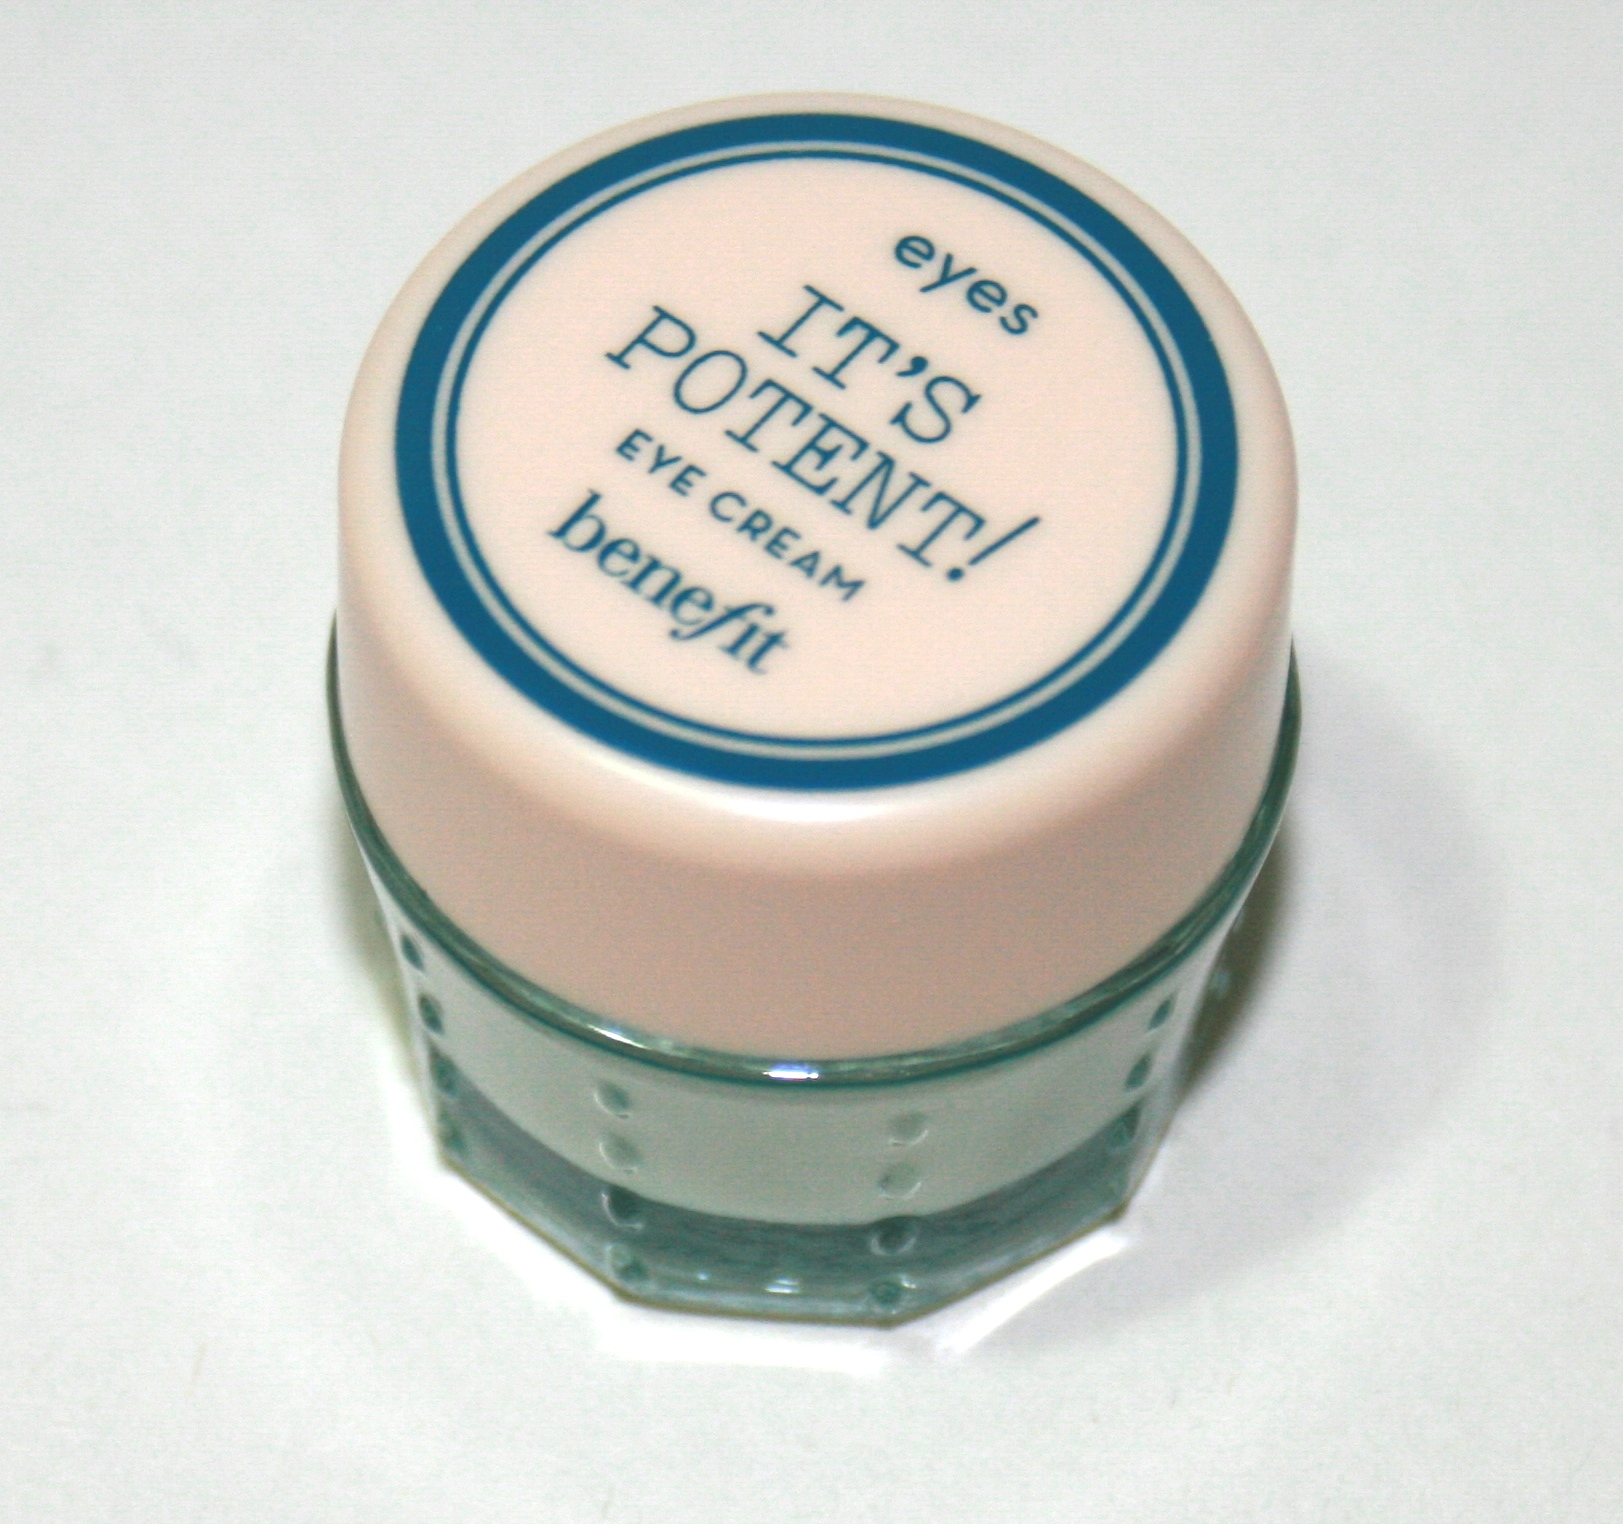 eyes
IT'S
POTENT!
EYE CREAM
benefit